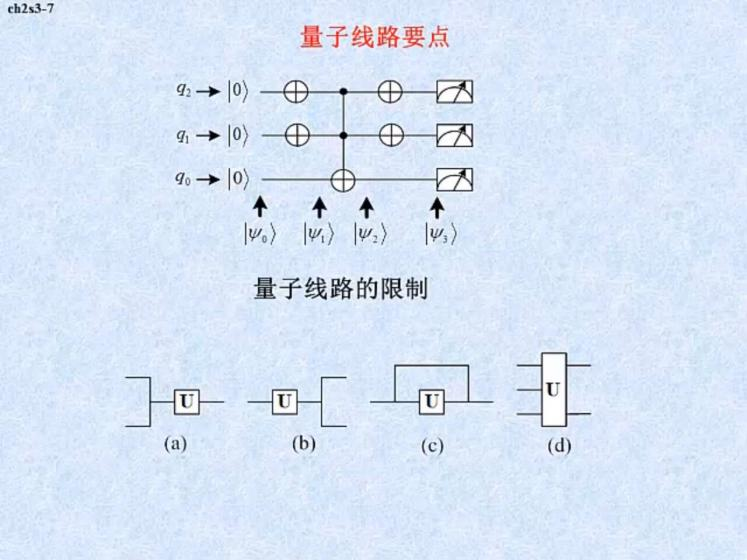 ch2s3-7
量子线路要点
q₂ → |0⟩
q₁ → |0⟩
q₀ → |0⟩
|ψ₀⟩ |ψ₁⟩ |ψ₂⟩ |ψ₃⟩
量子线路的限制
U U U U
(a) (b) (c) (d)